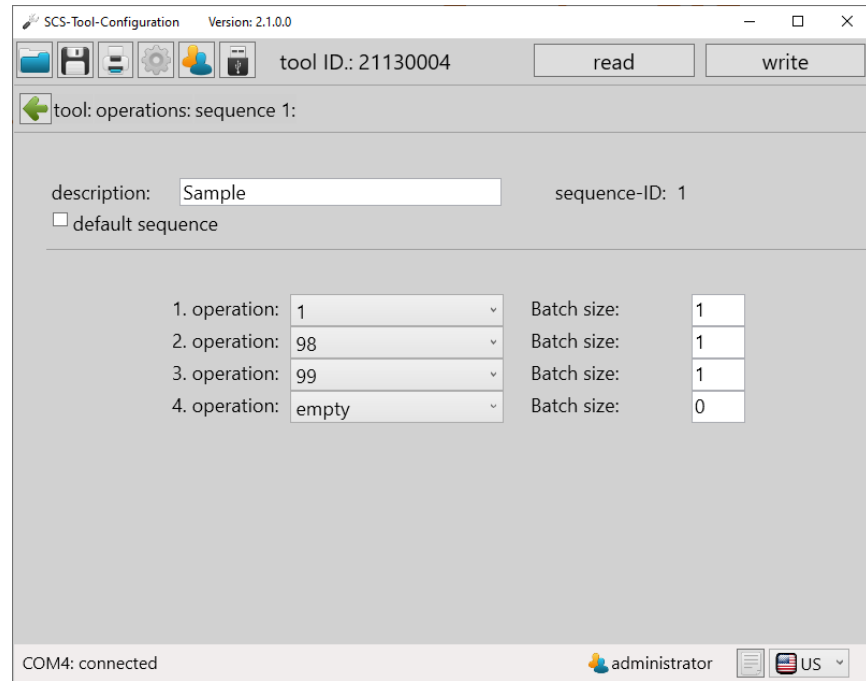 SCS-Tool-Configuration Version: 2.1.0.0
tool ID.: 21130004 read write
tool: operations: sequence 1:
description: Sample sequence-ID: 1
default sequence
1. operation: 1 Batch size: 1
2. operation: 98 Batch size: 1
3. operation: 99 Batch size: 1
4. operation: empty Batch size: 0
COM4: connected administrator US